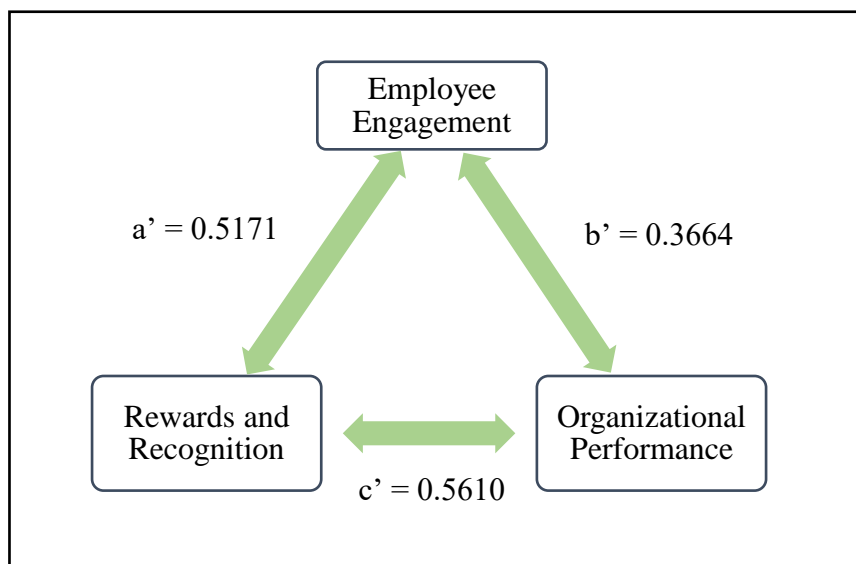 Employee
Engagement
a’ = 0.5171
b’ = 0.3664
Rewards and
Recognition
Organizational
Performance
c’ = 0.5610